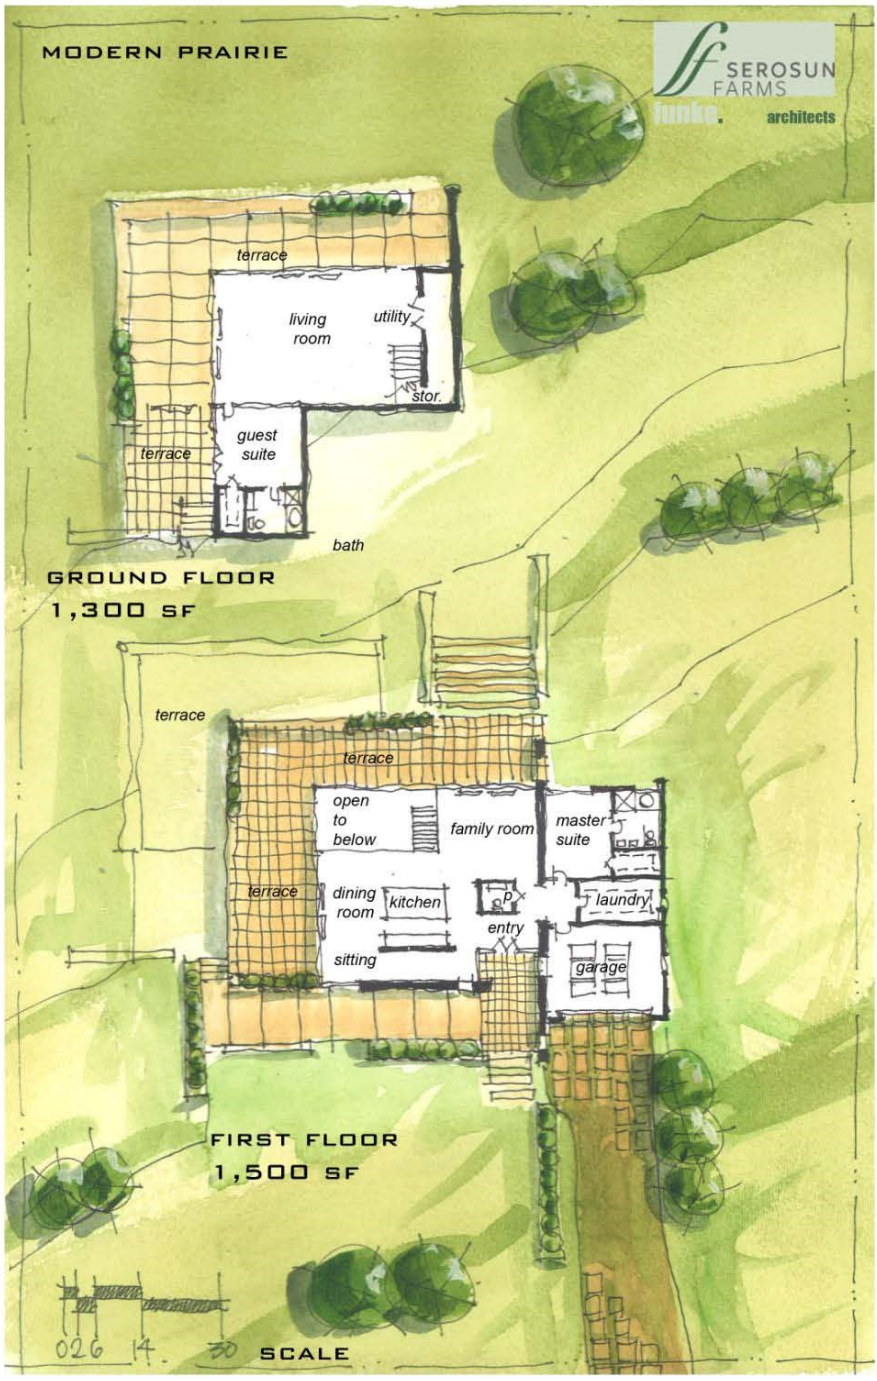 MODERN PRAIRIE
SEROSUN
FARMS
funke. architects
terrace
living
room
utility
stor.
guest
suite
terrace
bath
GROUND FLOOR
1,300 SF
terrace
terrace
open
to
below
family room
master
suite
terrace
dining
room
kitchen
p
laundry
entry
sitting
garage
FIRST FLOOR
1,500 SF
0 2 6 14 30
SCALE